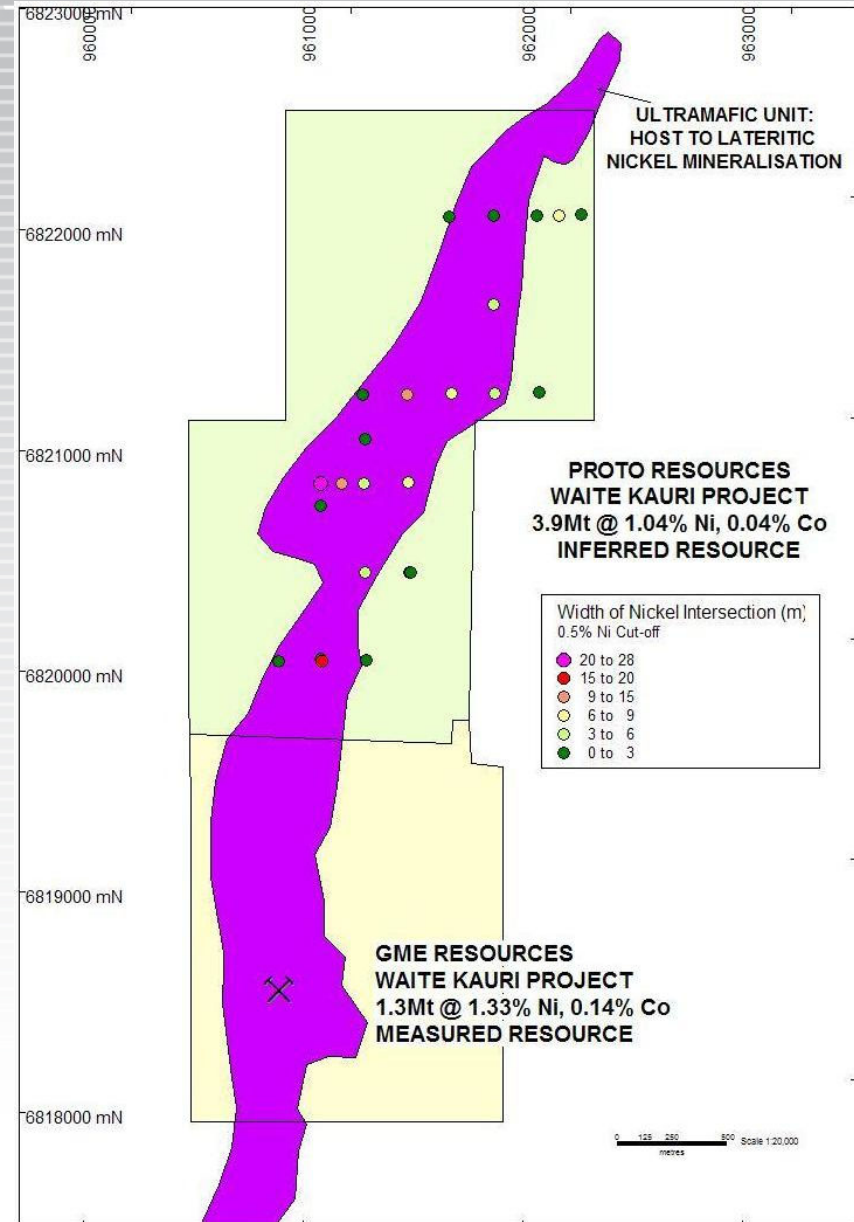 6823000 mN
960000
961000
962000
963000
ULTRAMAFIC UNIT:
HOST TO LATERITIC
NICKEL MINERALISATION
6822000 mN
6821000 mN
PROTO RESOURCES
WAITE KAURI PROJECT
3.9Mt @ 1.04% Ni, 0.04% Co
INFERRED RESOURCE
Width of Nickel Intersection (m)
0.5% Ni Cut-off
20 to 28
15 to 20
9 to 15
6 to 9
3 to 6
0 to 3
6820000 mN
6819000 mN
GME RESOURCES
WAITE KAURI PROJECT
1.3Mt @ 1.33% Ni, 0.14% Co
MEASURED RESOURCE
6818000 mN
0 125 250 500 Scale 1:20,000
metres